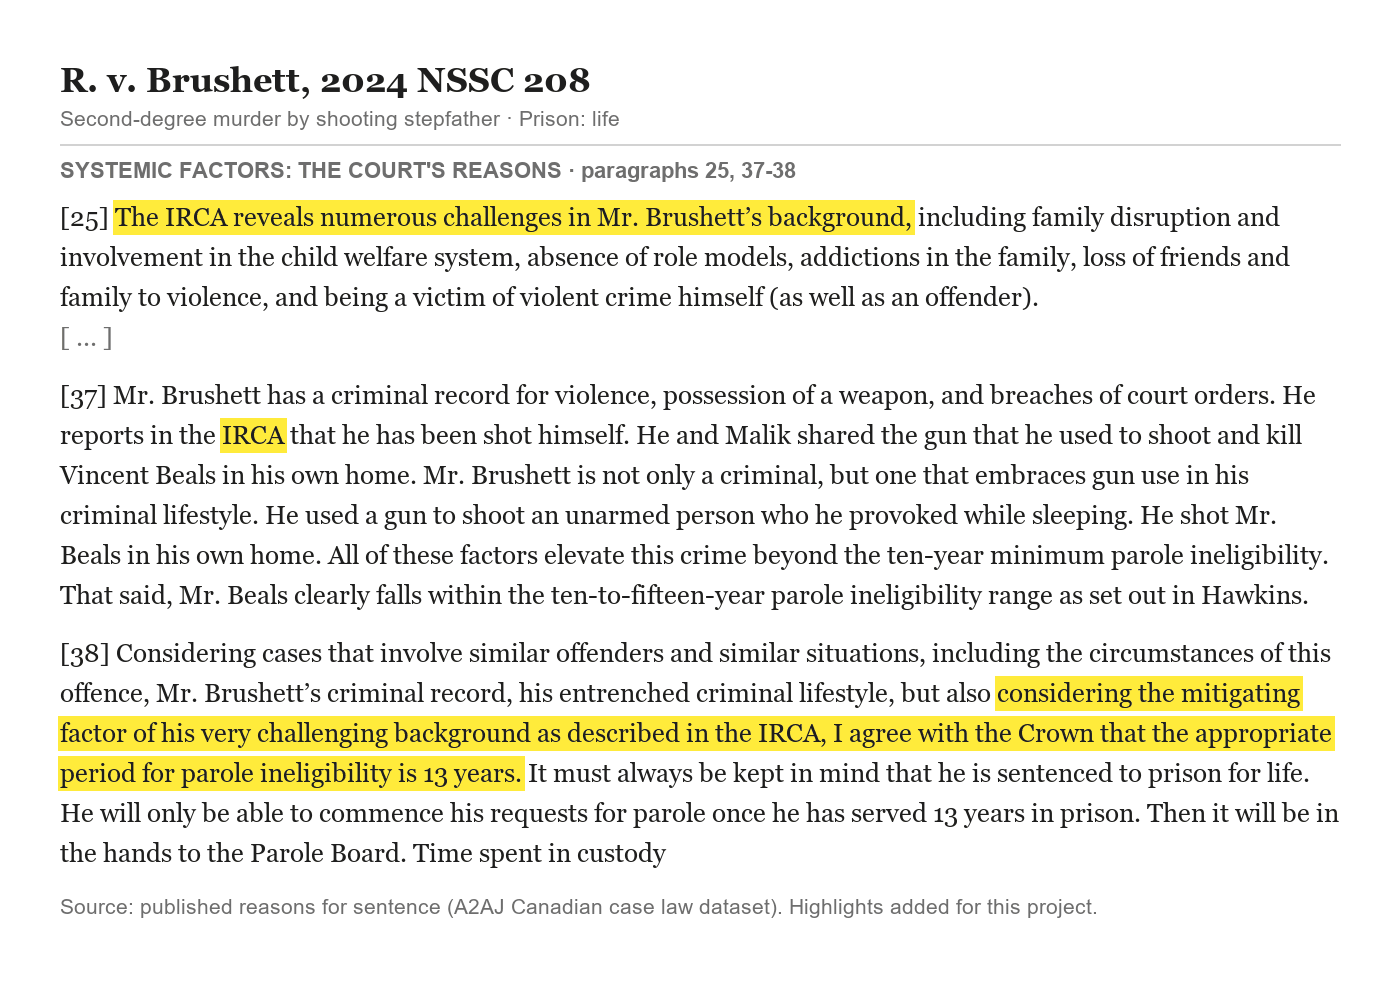 R. v. Brushett, 2024 NSSC 208
Second-degree murder by shooting stepfather · Prison: life
SYSTEMIC FACTORS: THE COURT'S REASONS · paragraphs 25, 37-38
[25] The IRCA reveals numerous challenges in Mr. Brushett’s background, including family disruption and
involvement in the child welfare system, absence of role models, addictions in the family, loss of friends and
family to violence, and being a victim of violent crime himself (as well as an offender).
[ ... ]
[37] Mr. Brushett has a criminal record for violence, possession of a weapon, and breaches of court orders. He
reports in the IRCA that he has been shot himself. He and Malik shared the gun that he used to shoot and kill
Vincent Beals in his own home. Mr. Brushett is not only a criminal, but one that embraces gun use in his
criminal lifestyle. He used a gun to shoot an unarmed person who he provoked while sleeping. He shot Mr.
Beals in his own home. All of these factors elevate this crime beyond the ten-year minimum parole ineligibility.
That said, Mr. Beals clearly falls within the ten-to-fifteen-year parole ineligibility range as set out in Hawkins.
[38] Considering cases that involve similar offenders and similar situations, including the circumstances of this
offence, Mr. Brushett’s criminal record, his entrenched criminal lifestyle, but also considering the mitigating
factor of his very challenging background as described in the IRCA, I agree with the Crown that the appropriate
period for parole ineligibility is 13 years. It must always be kept in mind that he is sentenced to prison for life.
He will only be able to commence his requests for parole once he has served 13 years in prison. Then it will be in
the hands to the Parole Board. Time spent in custody
Source: published reasons for sentence (A2AJ Canadian case law dataset). Highlights added for this project.